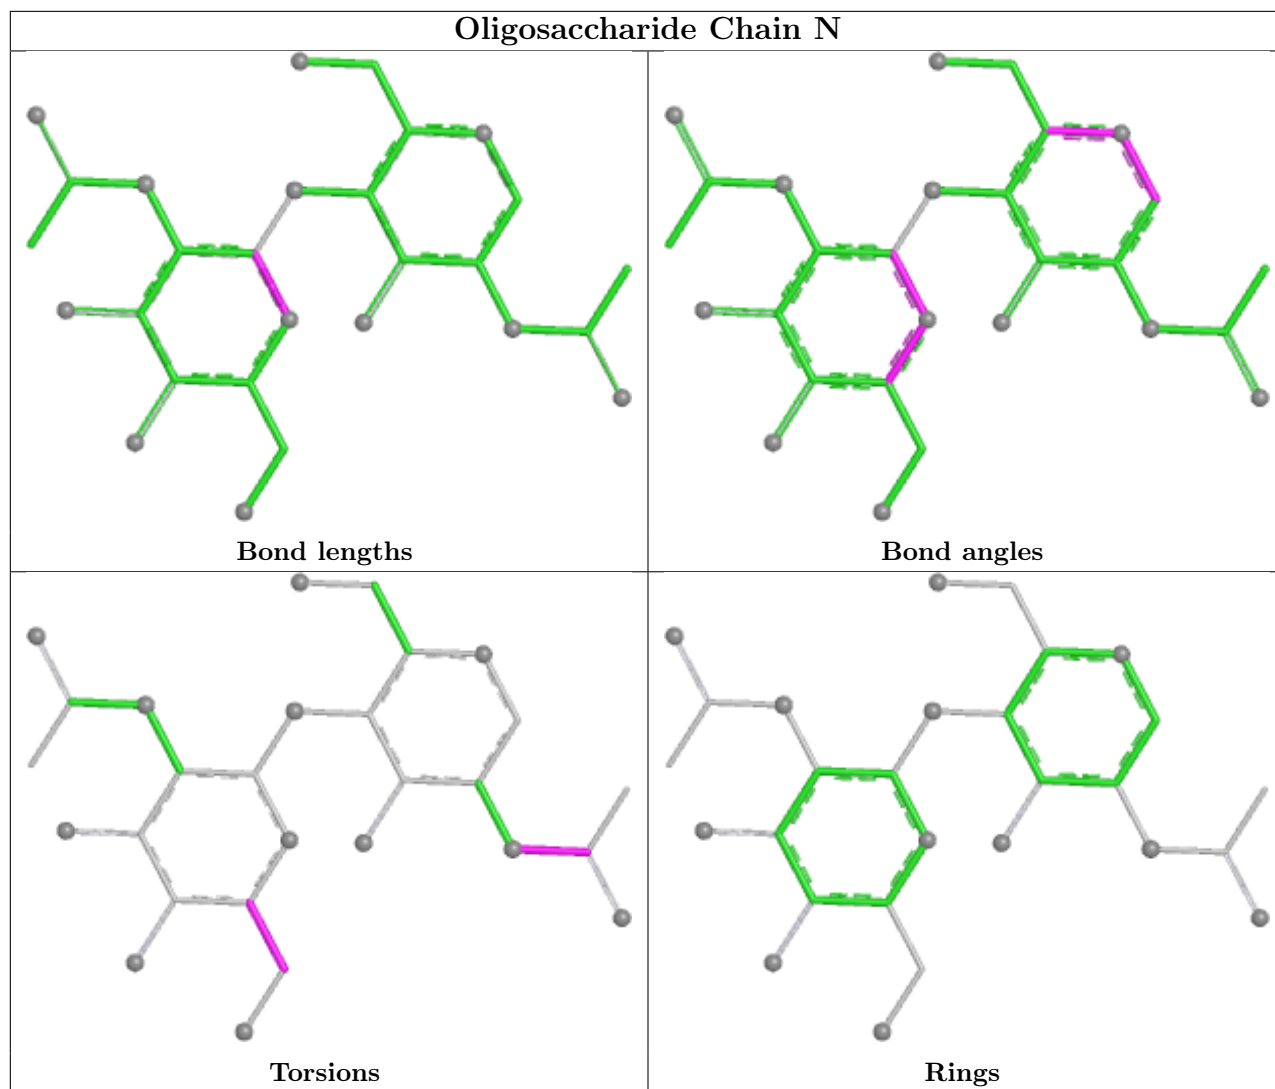 Oligosaccharide Chain N
Bond lengths
Bond angles
Torsions
Rings